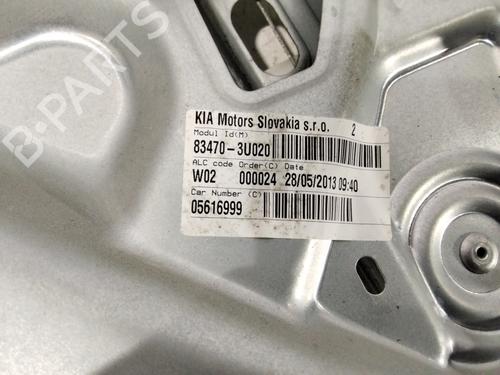 B-PARTS
KIA Motors Slovakia s.r.o. 2
Modul Id(M)
83470-3U020
ALC code Order(C) Date
W02 000024 28/05/2013 09:40
Car Number (C)
05616999